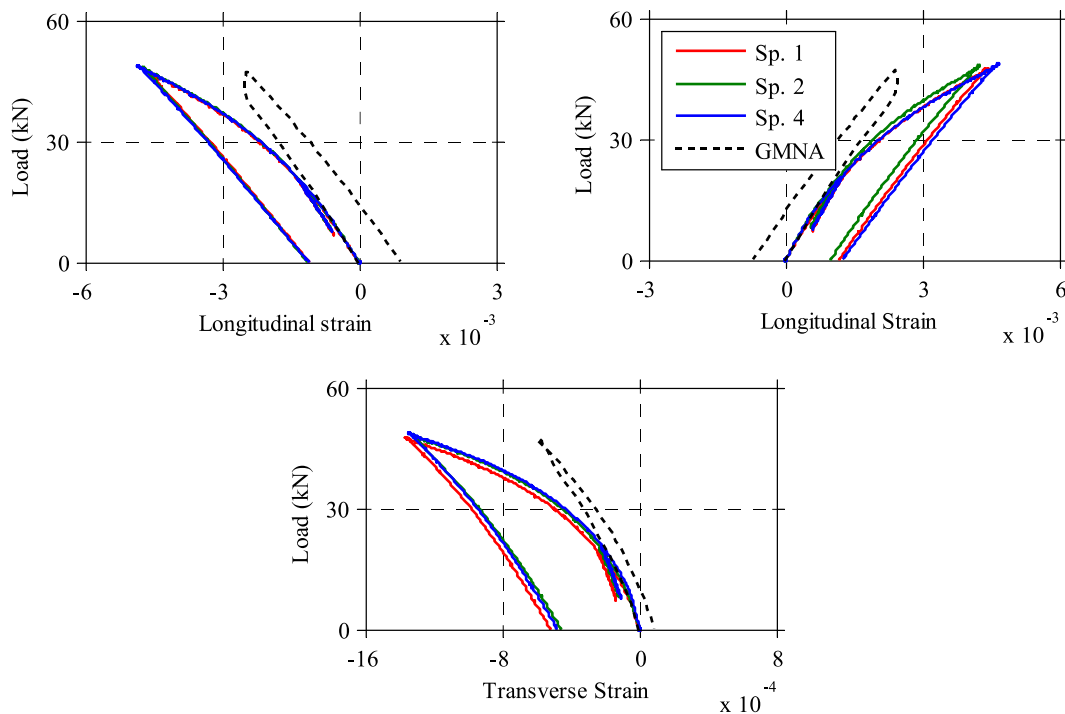 60
30
0
Load (kN)
-6
-3
0
3
Longitudinal strain
x 10^-3
60
30
0
Load (kN)
-3
0
3
6
Longitudinal Strain
x 10^-3
Sp. 1
Sp. 2
Sp. 4
GMNA
60
30
0
Load (kN)
-16
-8
0
8
Transverse Strain
x 10^-4